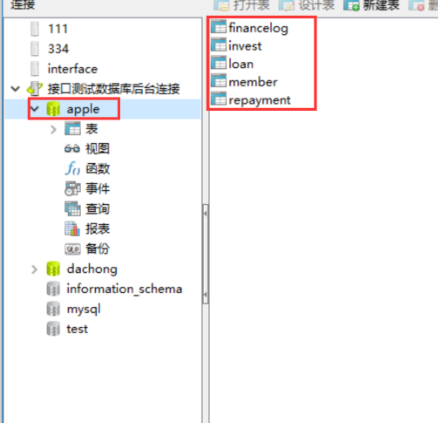 连接
打开表 设计表 新建表 删
111
334
interface
接口测试数据库后台连接
apple
表
视图
函数
事件
查询
报表
备份
dachong
information_schema
mysql
test
financelog
invest
loan
member
repayment